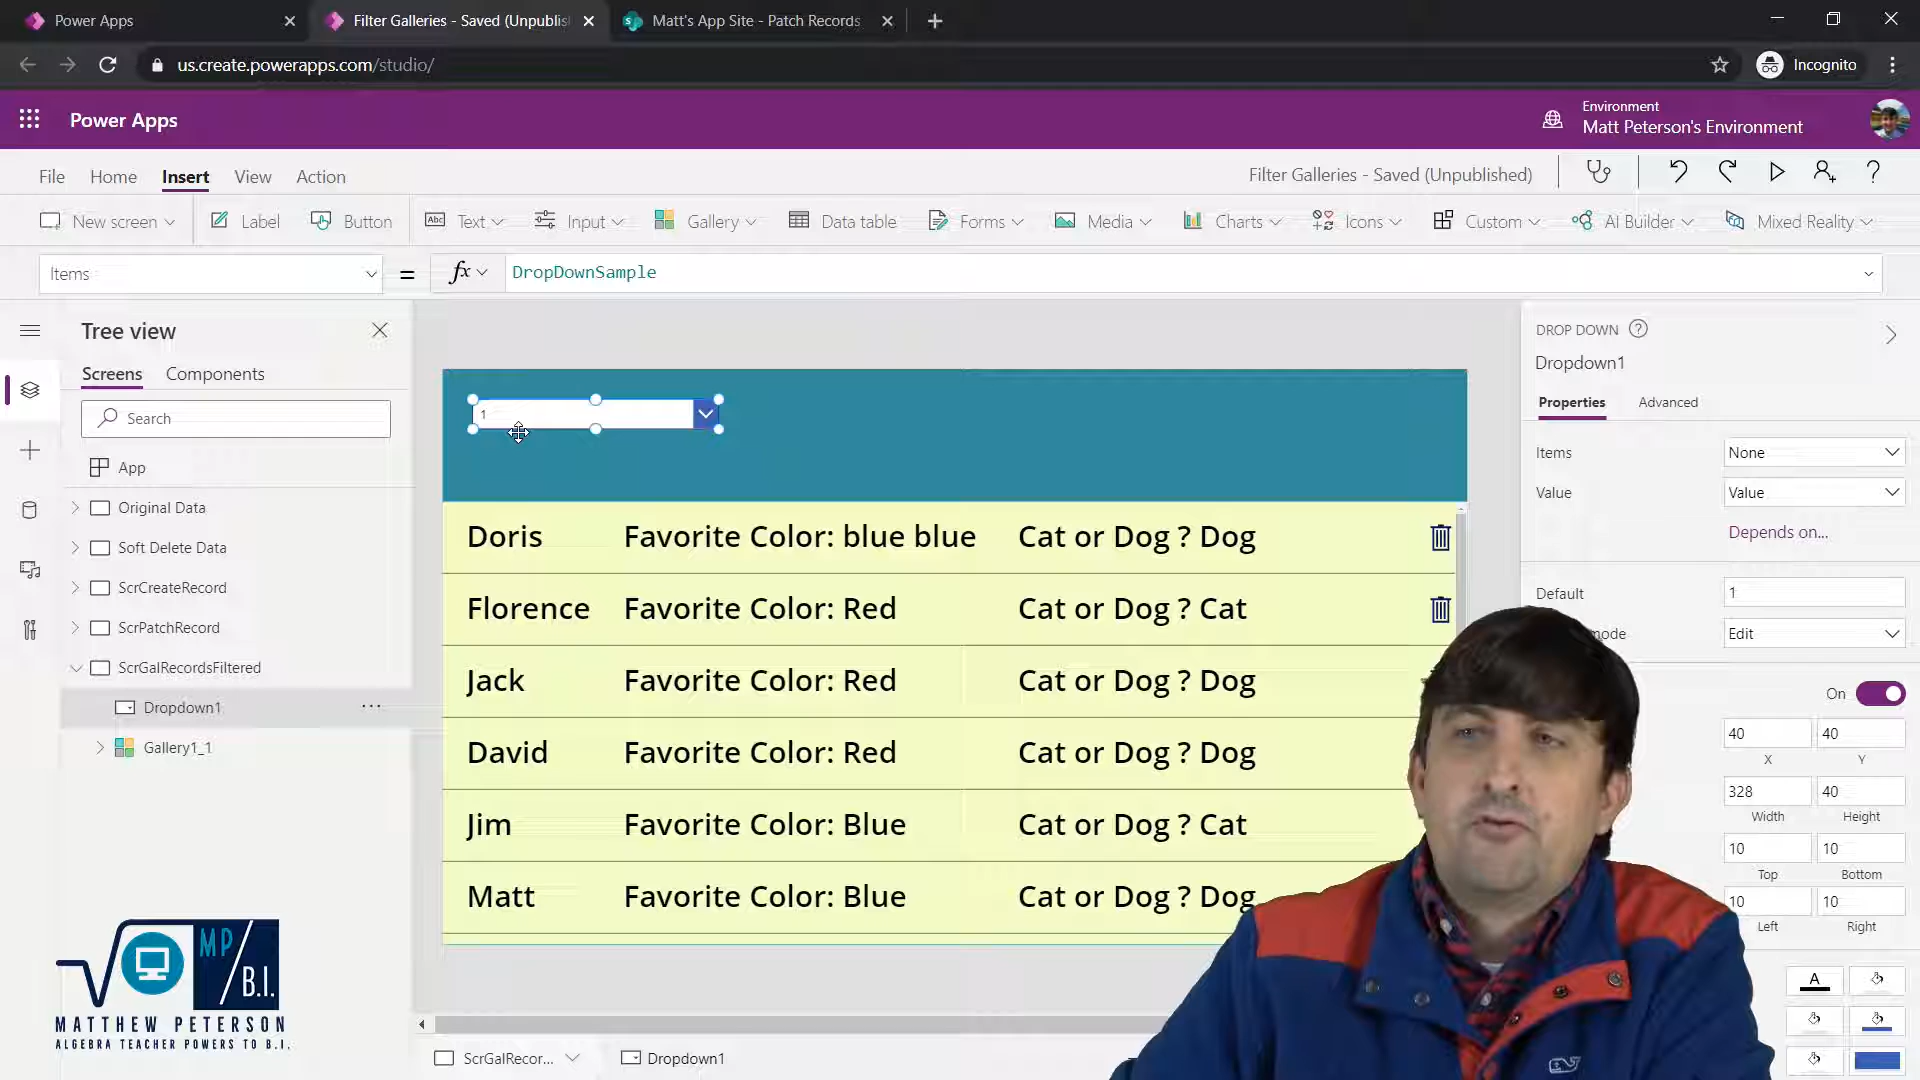 Power Apps
Filter Galleries - Saved (Unpublis
Matt's App Site - Patch Records
us.create.powerapps.com/studio/
Incognito
Power Apps
Environment
Matt Peterson's Environment
File
Home
Insert
View
Action
Filter Galleries - Saved (Unpublished)
New screen
Label
Button
Abc
Text
Input
Gallery
Data table
Forms
Media
Charts
Icons
Custom
AI Builder
Mixed Reality
Items
=
fx
DropDownSample
Tree view
Screens
Components
Search
App
Original Data
Soft Delete Data
ScrCreateRecord
ScrPatchRecord
ScrGalRecordsFiltered
Dropdown1
...
Gallery1_1
1
Doris Favorite Color: blue blue Cat or Dog ? Dog
Florence Favorite Color: Red Cat or Dog ? Cat
Jack Favorite Color: Red Cat or Dog ? Dog
David Favorite Color: Red Cat or Dog ? Dog
Jim Favorite Color: Blue Cat or Dog ? Cat
Matt Favorite Color: Blue Cat or Dog ? Dog
DROP DOWN
Dropdown1
Properties
Advanced
Items
None
Value
Value
Depends on...
Default
1
mode
Edit
On
40
40
X
Y
328
40
Width
Height
10
10
Top
Bottom
10
10
Left
Right
A
MP/B.I.
MATTHEW PETERSON
ALGEBRA TEACHER POWERS TO B.I.
ScrGalRecor...
Dropdown1